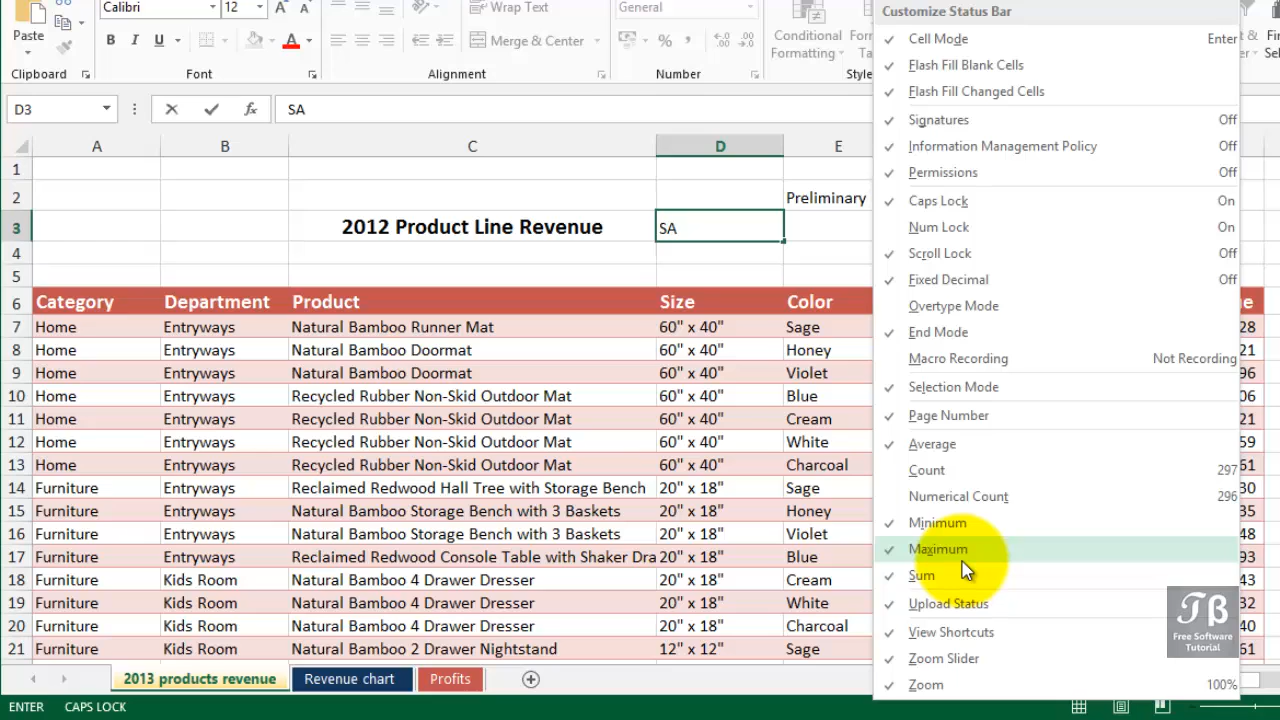 Calibri 12 A A Wrap Text General
Paste B I U A Merge & Center % , Conditional
Formatting
Clipboard Font Alignment Number Style
D3 SA
A B C D E
1
2 Preliminary
3 2012 Product Line Revenue SA
4
5
6 Category Department Product Size Color
7 Home Entryways Natural Bamboo Runner Mat 60" x 40" Sage 28
8 Home Entryways Natural Bamboo Doormat 60" x 40" Honey 21
9 Home Entryways Natural Bamboo Doormat 60" x 40" Violet 96
10 Home Entryways Recycled Rubber Non-Skid Outdoor Mat 60" x 40" Blue 06
11 Home Entryways Recycled Rubber Non-Skid Outdoor Mat 60" x 40" Cream 21
12 Home Entryways Recycled Rubber Non-Skid Outdoor Mat 60" x 40" White 59
13 Home Entryways Recycled Rubber Non-Skid Outdoor Mat 60" x 40" Charcoal 61
14 Furniture Entryways Reclaimed Redwood Hall Tree with Storage Bench 20" x 18" Sage 30
15 Furniture Entryways Natural Bamboo Storage Bench with 3 Baskets 20" x 18" Honey 35
16 Furniture Entryways Natural Bamboo Storage Bench with 3 Baskets 20" x 18" Violet 48
17 Furniture Entryways Reclaimed Redwood Console Table with Shaker Dra 20" x 18" Blue 93
18 Furniture Kids Room Natural Bamboo 4 Drawer Dresser 20" x 18" Cream 43
19 Furniture Kids Room Natural Bamboo 4 Drawer Dresser 20" x 18" White 32
20 Furniture Kids Room Natural Bamboo 4 Drawer Dresser 20" x 18" Charcoal 40
21 Furniture Kids Room Natural Bamboo 2 Drawer Nightstand 12" x 12" Sage 61
2013 products revenue Revenue chart Profits
ENTER CAPS LOCK
Customize Status Bar
Cell Mode Enter
Flash Fill Blank Cells
Flash Fill Changed Cells
Signatures Off
Information Management Policy Off
Permissions Off
Caps Lock On
Num Lock On
Scroll Lock Off
Fixed Decimal Off
Overtype Mode
End Mode
Macro Recording Not Recording
Selection Mode
Page Number
Average
Count 297
Numerical Count 296
Minimum
Maximum
Sum
Upload Status
View Shortcuts
Zoom Slider
Zoom 100%
TB
Free Software
Tutorial